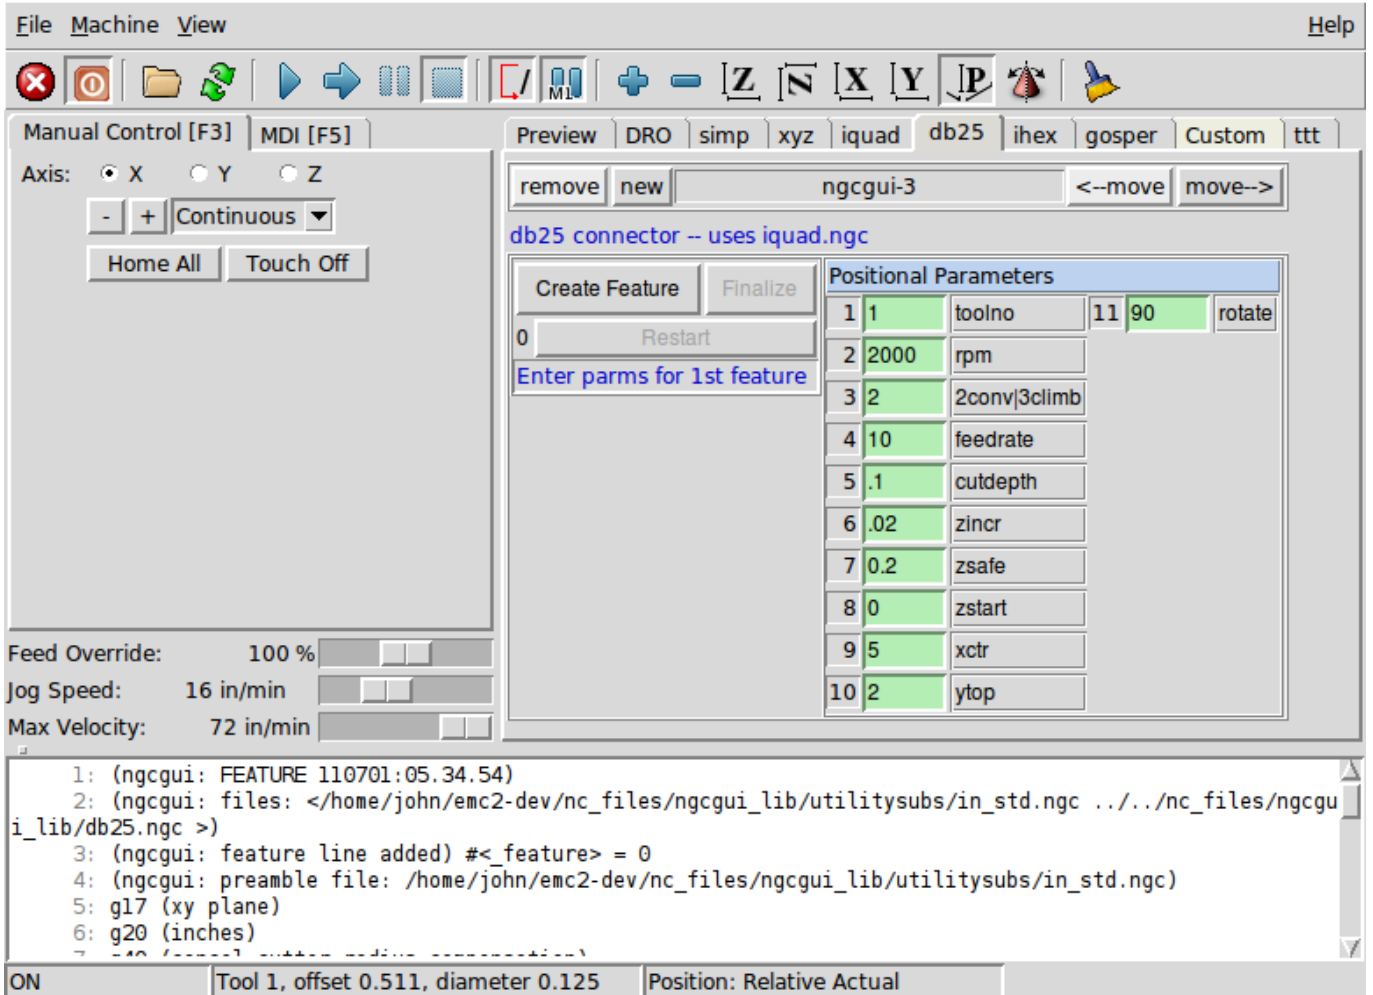 File Machine View Help
M1 Z N X Y P
Manual Control [F3] MDI [F5] Preview DRO simp xyz iquad db25 ihex gosper Custom ttt
Axis: X Y Z
- + Continuous
Home All Touch Off
remove new ngcgui-3 <--move move-->
db25 connector -- uses iquad.ngc
Create Feature Finalize
0 Restart
Enter parms for 1st feature
Positional Parameters
1 1 toolno 11 90 rotate
2 2000 rpm
3 2 2conv|3climb
4 10 feedrate
5 .1 cutdepth
6 .02 zincr
7 0.2 zsafe
8 0 zstart
9 5 xctr
10 2 ytop
Feed Override: 100 %
Jog Speed: 16 in/min
Max Velocity: 72 in/min
1: (ngcgui: FEATURE 110701:05.34.54)
2: (ngcgui: files: </home/john/emc2-dev/nc_files/ngcgui_lib/utilitysubs/in_std.ngc ../../nc_files/ngcgu
i_lib/db25.ngc >)
3: (ngcgui: feature line added) #<_feature> = 0
4: (ngcgui: preamble file: /home/john/emc2-dev/nc_files/ngcgui_lib/utilitysubs/in_std.ngc)
5: g17 (xy plane)
6: g20 (inches)
7: g40 (cancel cutter radius compensation)
ON Tool 1, offset 0.511, diameter 0.125 Position: Relative Actual